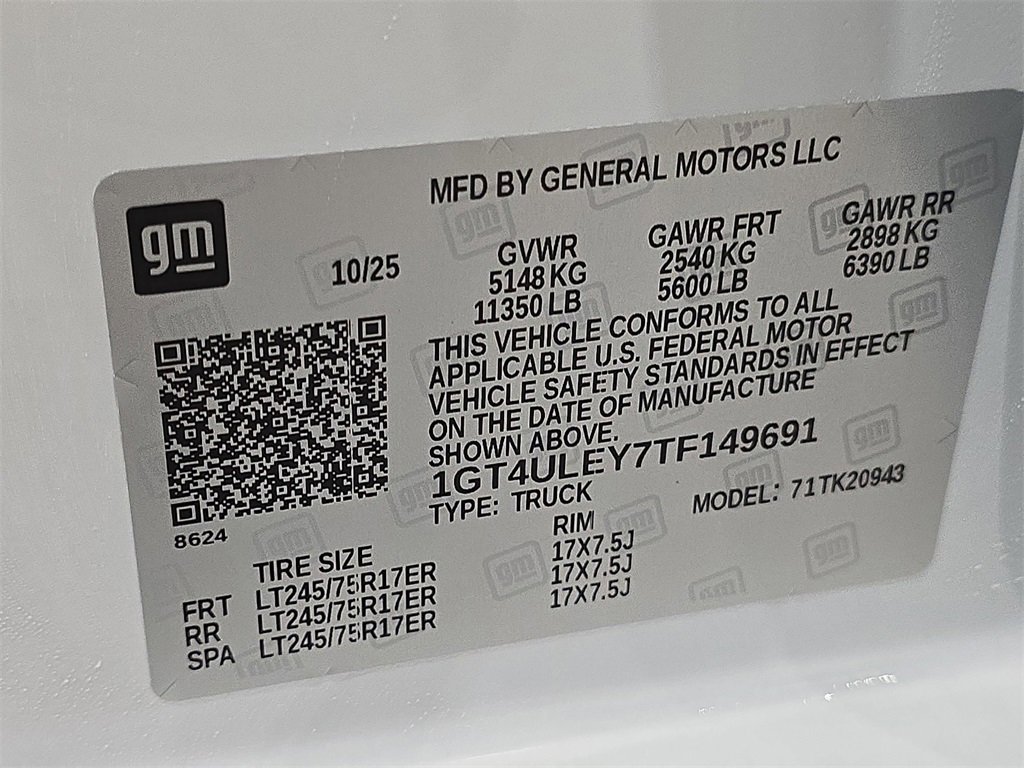 MFD BY GENERAL MOTORS LLC
gm
10/25
GVWR GAWR FRT GAWR RR
5148 KG 2540 KG 2898 KG
11350 LB 5600 LB 6390 LB
THIS VEHICLE CONFORMS TO ALL
APPLICABLE U.S. FEDERAL MOTOR
VEHICLE SAFETY STANDARDS IN EFFECT
ON THE DATE OF MANUFACTURE
SHOWN ABOVE.
1GT4ULEY7TF149691
TYPE: TRUCK MODEL: 71TK20943
8624
TIRE SIZE RIM
FRT LT245/75R17ER 17X7.5J
RR LT245/75R17ER 17X7.5J
SPA LT245/75R17ER 17X7.5J